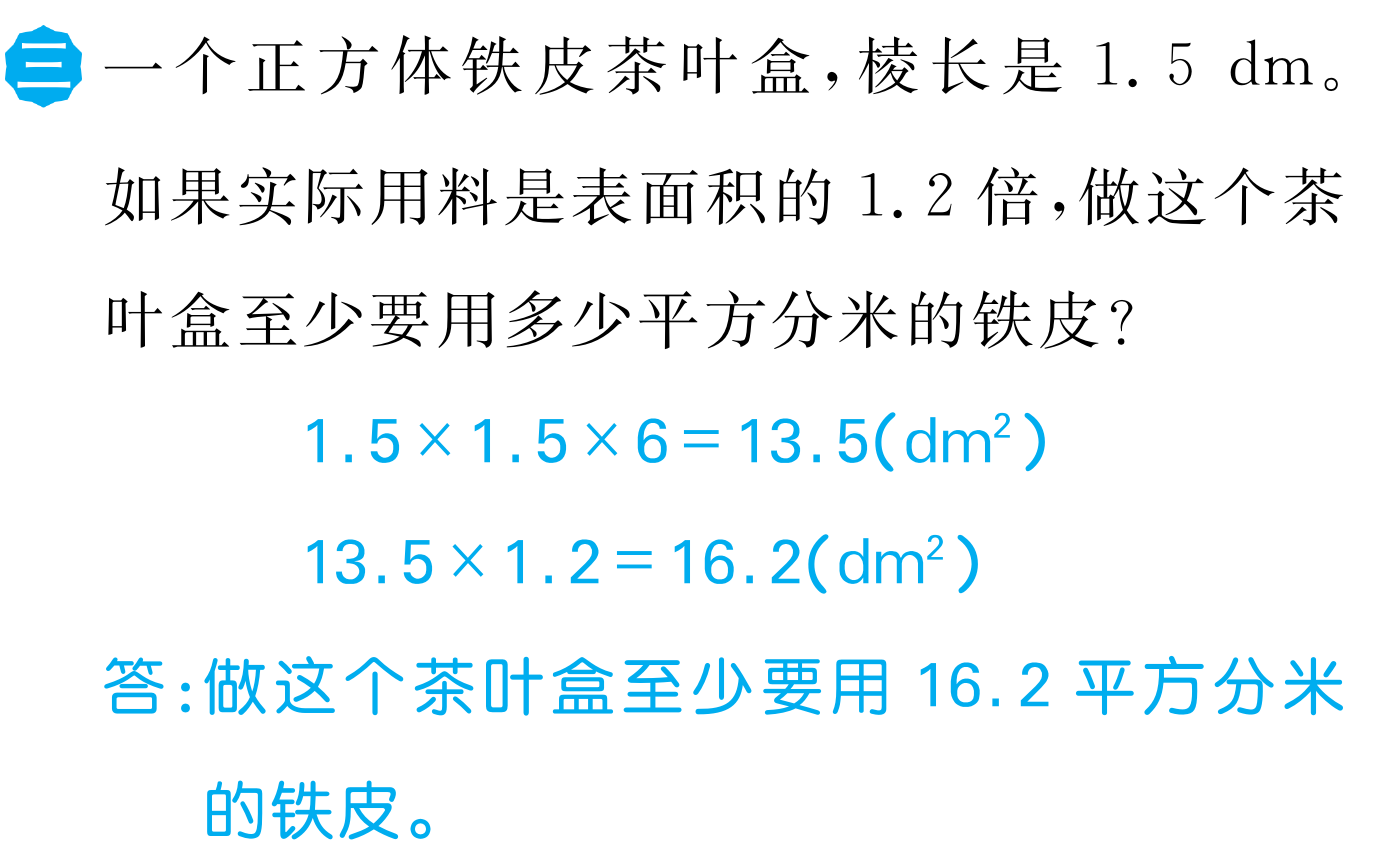 三 一个正方体铁皮茶叶盒,棱长是 1.5 dm。
如果实际用料是表面积的 1.2 倍,做这个茶
叶盒至少要用多少平方分米的铁皮?
1.5×1.5×6=13.5(dm²)
13.5×1.2=16.2(dm²)
答:做这个茶叶盒至少要用 16.2 平方分米
的铁皮。